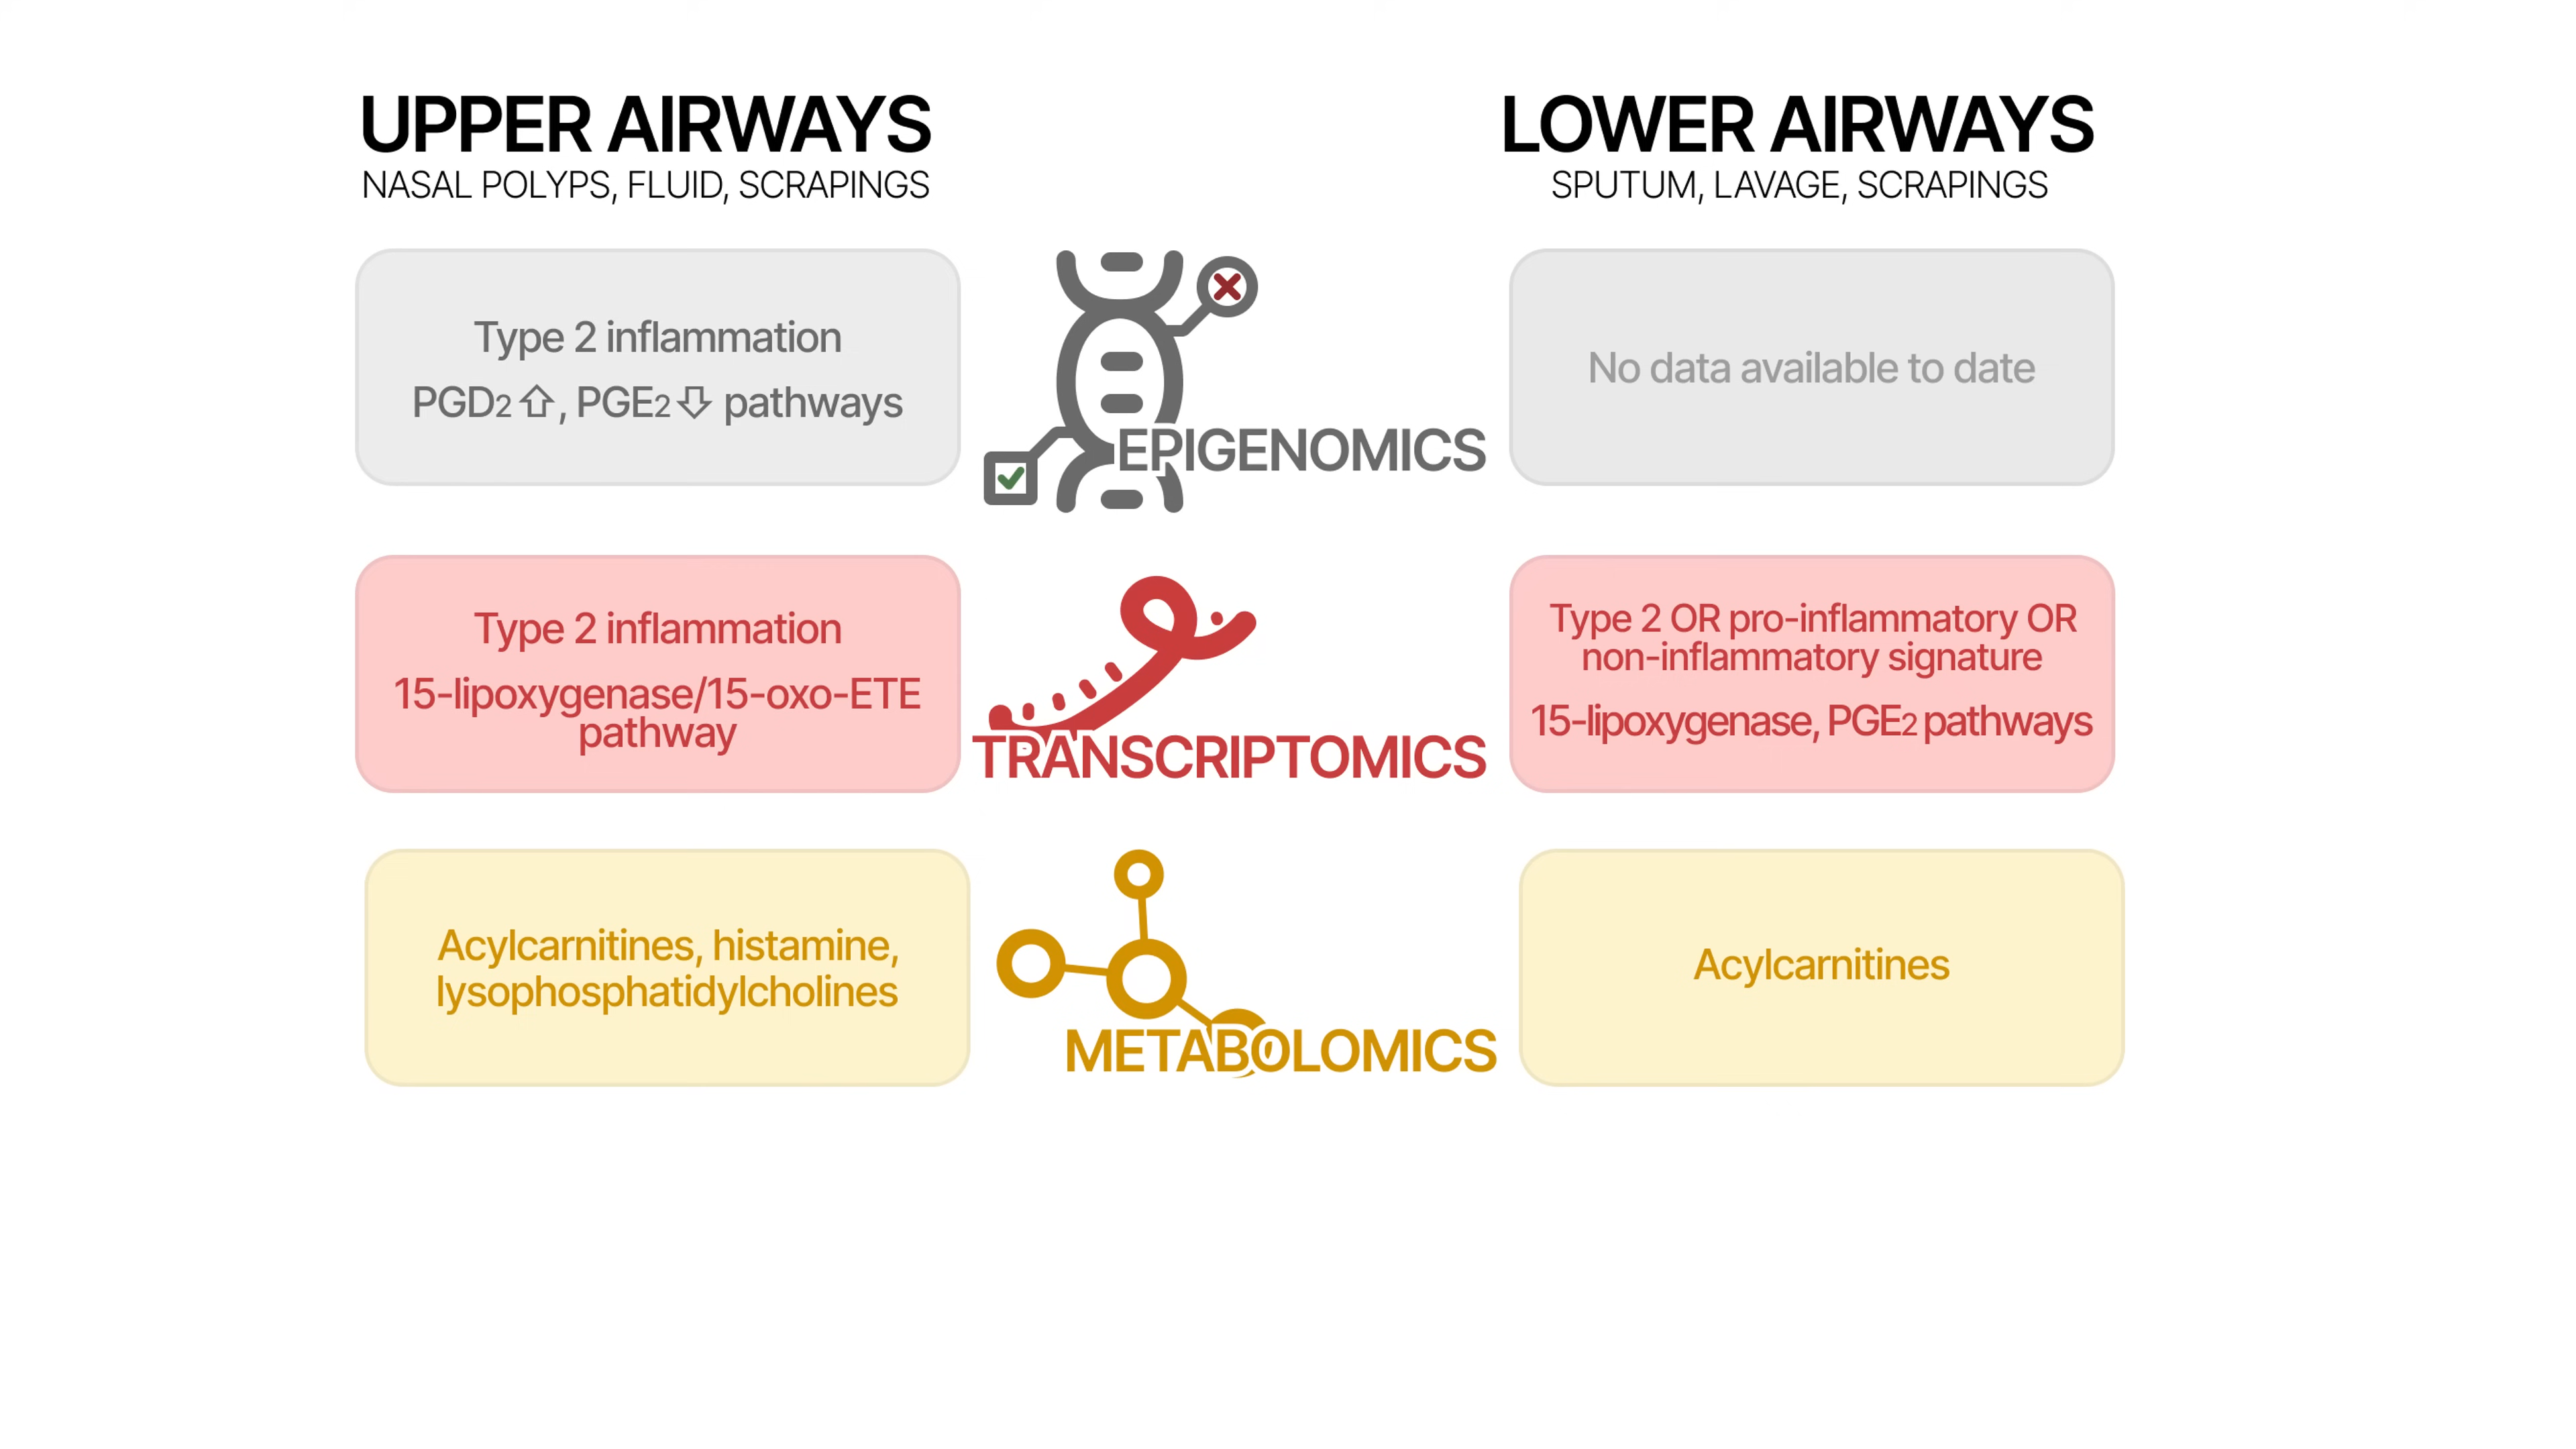 UPPER AIRWAYS
NASAL POLYPS, FLUID, SCRAPINGS
LOWER AIRWAYS
SPUTUM, LAVAGE, SCRAPINGS
Type 2 inflammation
PGD2⇧, PGE2⇩ pathways
EPIGENOMICS
No data available to date
Type 2 inflammation
15-lipoxygenase/15-oxo-ETE
pathway
TRANSCRIPTOMICS
Type 2 OR pro-inflammatory OR
non-inflammatory signature
15-lipoxygenase, PGE2 pathways
Acylcarnitines, histamine,
lysophosphatidylcholines
METABOLOMICS
Acylcarnitines